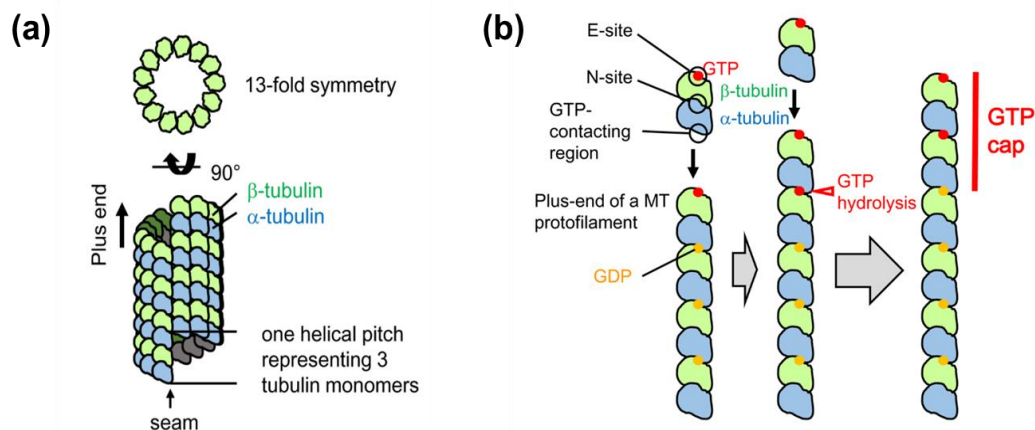 (a)
13-fold symmetry
90°
β-tubulin
α-tubulin
Plus end
one helical pitch
representing 3
tubulin monomers
seam
(b)
E-site
GTP
N-site
β-tubulin
GTP-
contacting
region
α-tubulin
Plus-end of a MT
protofilament
GDP
GTP
hydrolysis
GTP
cap